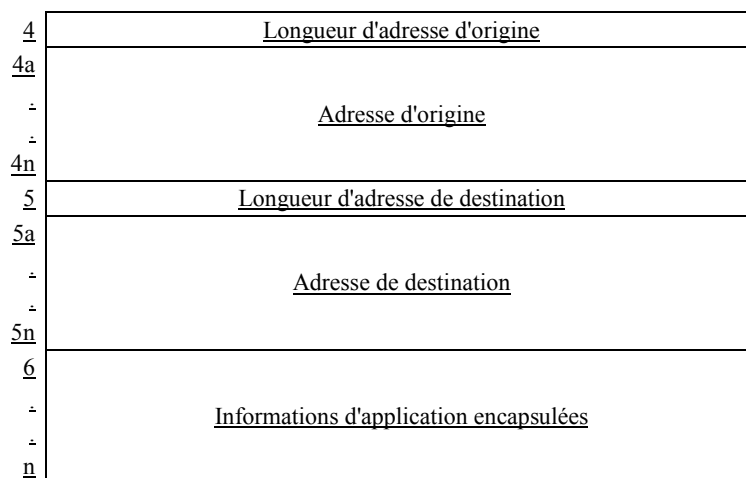 4 Longueur d'adresse d'origine
4a
.
Adresse d'origine
.
4n
5 Longueur d'adresse de destination
5a
.
Adresse de destination
.
5n
6
.
Informations d'application encapsulées
.
n